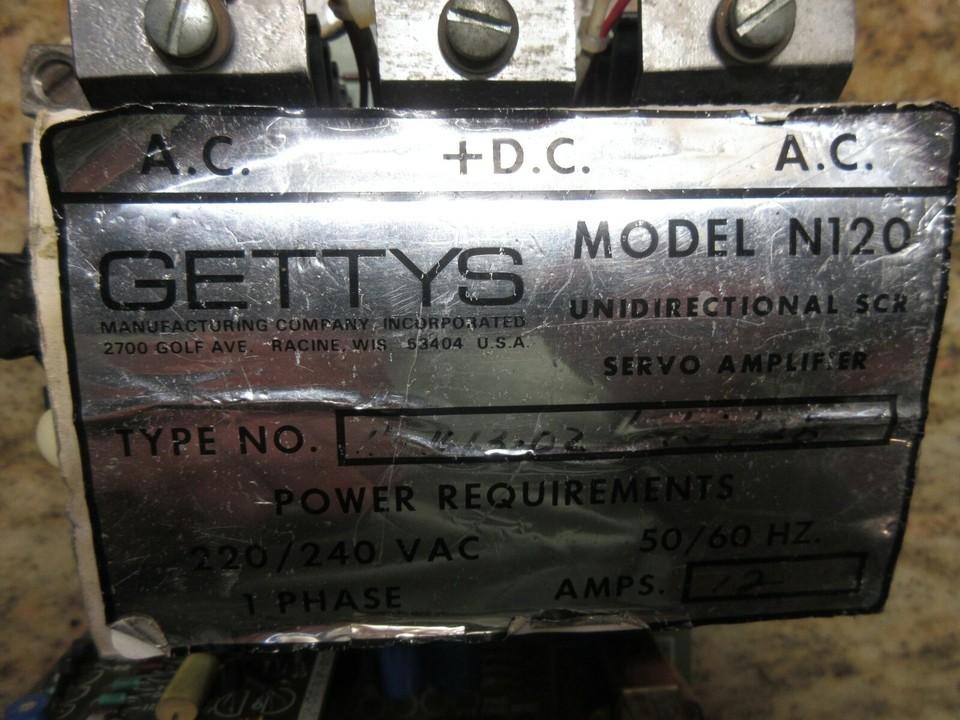 A.C. +D.C. A.C.
GETTYS
MANUFACTURING COMPANY, INCORPORATED
2700 GOLF AVE. RACINE, WIS 53404 U.S.A.
MODEL N120
UNIDIRECTIONAL SCR
SERVO AMPLIFIER
TYPE NO.
POWER REQUIREMENTS
220/240 VAC 50/60 HZ.
1 PHASE AMPS. 12